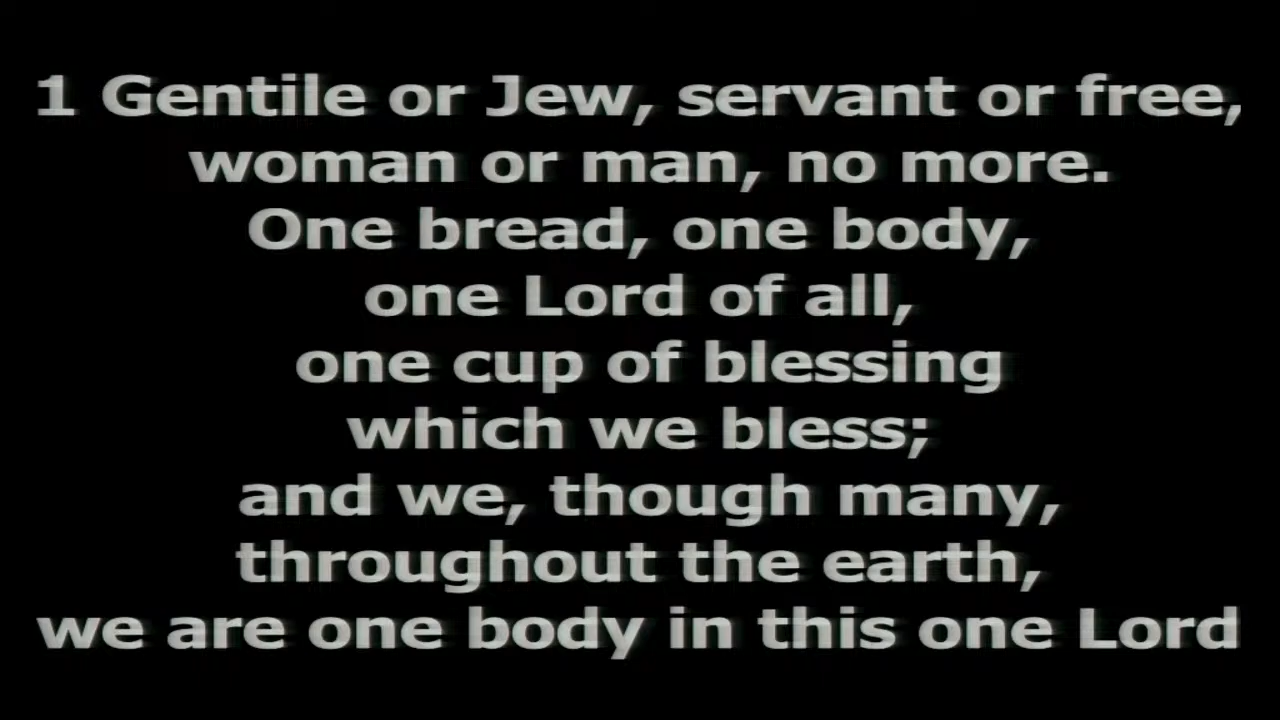 1 Gentile or Jew, servant or free,
woman or man, no more.
One bread, one body,
one Lord of all,
one cup of blessing
which we bless;
and we, though many,
throughout the earth,
we are one body in this one Lord